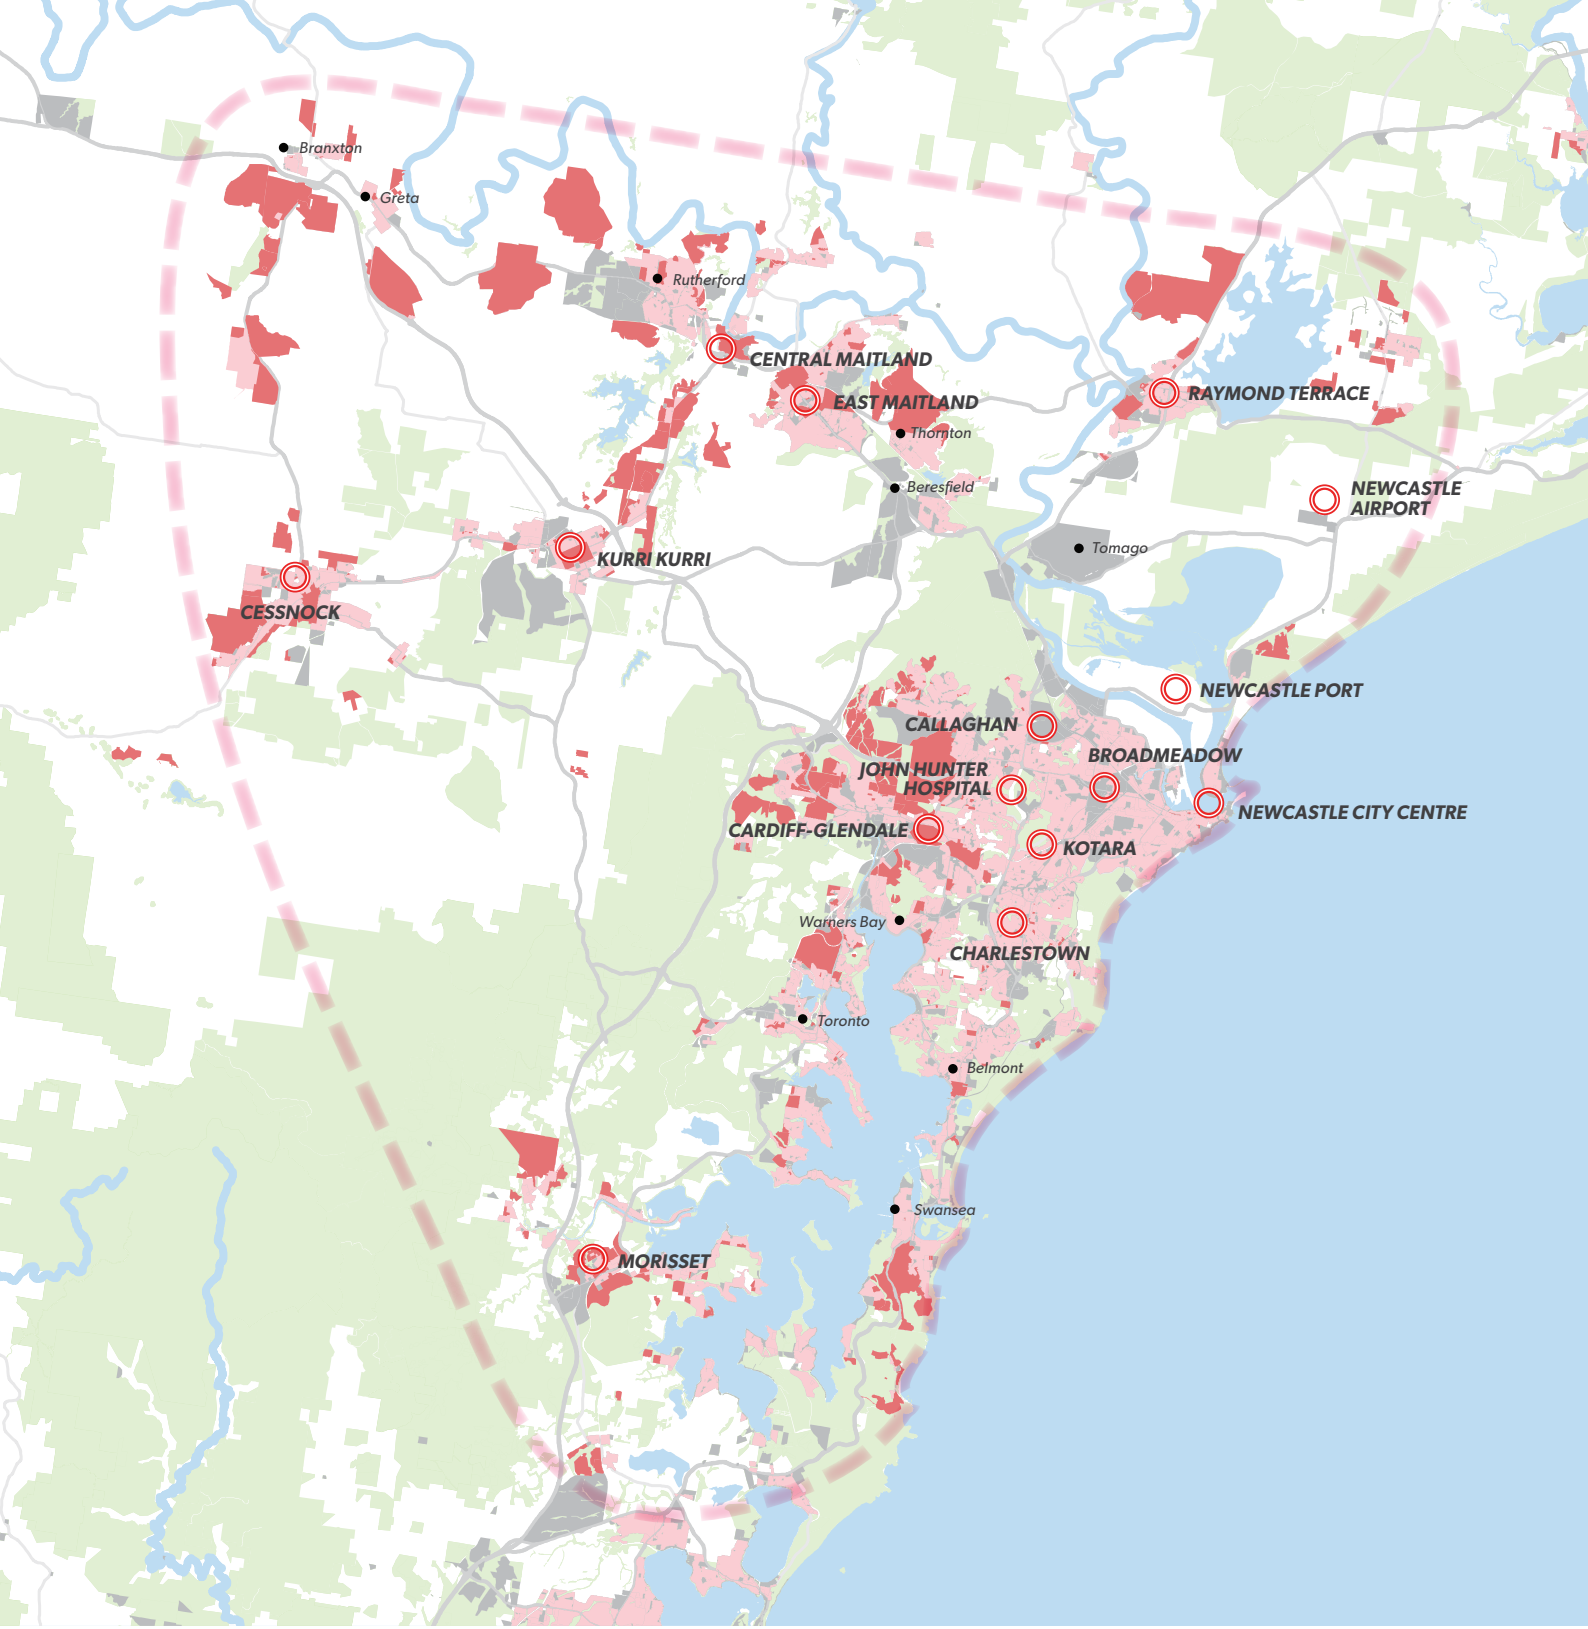 Branxton
Greta
Rutherford
CENTRAL MAITLAND
EAST MAITLAND
RAYMOND TERRACE
Thornton
Beresfield
NEWCASTLE
AIRPORT
Tomago
KURRI KURRI
CESSNOCK
NEWCASTLE PORT
CALLAGHAN
BROADMEADOW
JOHN HUNTER
HOSPITAL
NEWCASTLE CITY CENTRE
CARDIFF-GLENDALE
KOTARA
Warners Bay
CHARLESTOWN
Toronto
Belmont
Swansea
MORISSET